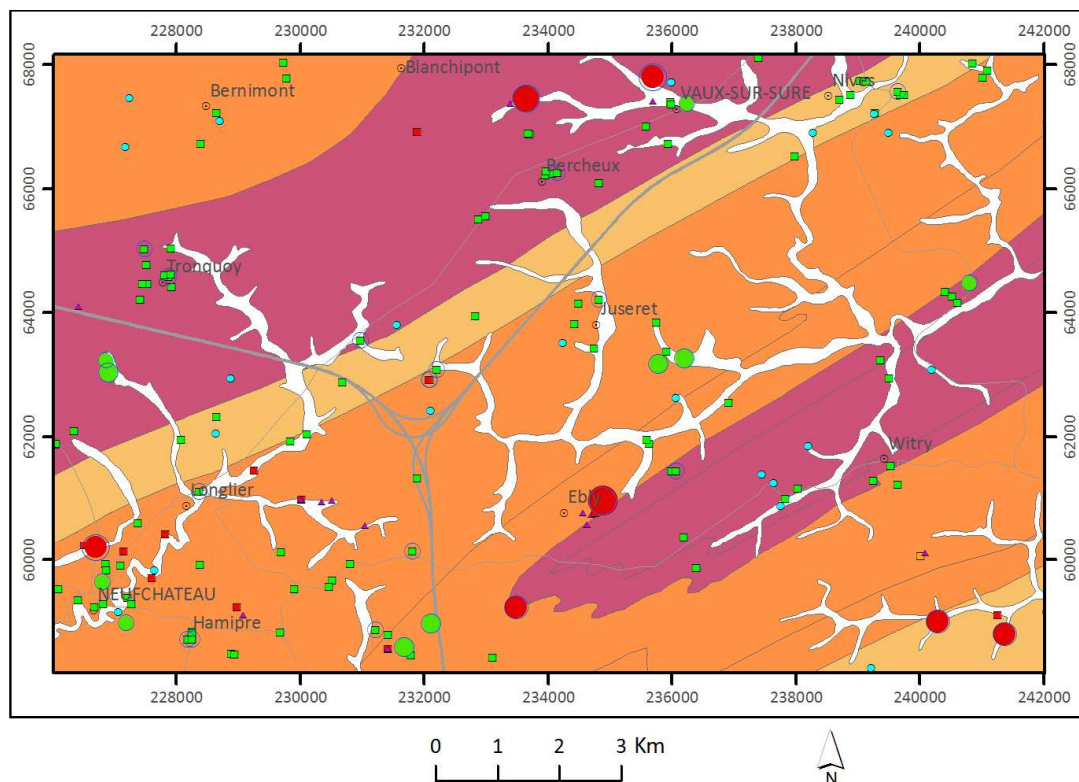 228000 230000 232000 234000 236000 238000 240000 242000
68000 68000
Blanchipont
Bernimont
Nives
VAUX-SUR-SURE
66000 66000
Bercheux
Tronquoy
64000 64000
Juseret
62000 62000
Witry
Longlier
Ebly
60000 60000
NEUFCHATEAU
Hamipre
228000 230000 232000 234000 236000 238000 240000 242000
0 1 2 3 Km
N